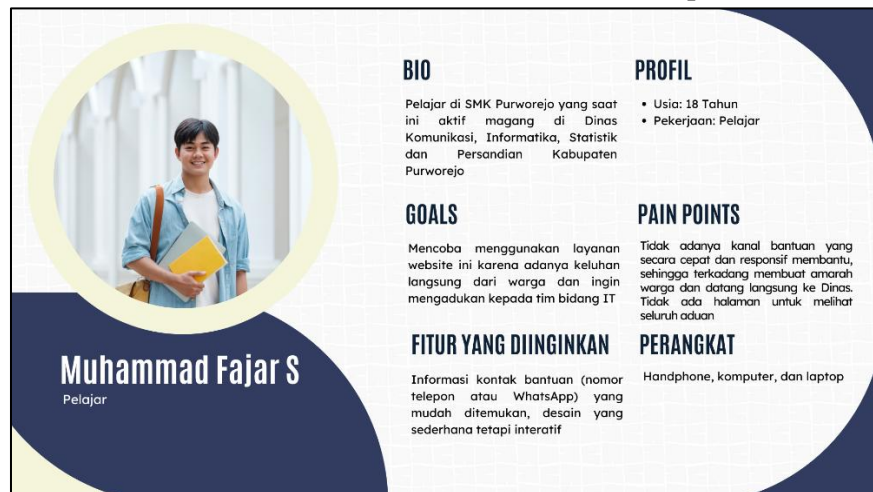 BIO
Pelajar di SMK Purworejo yang saat
ini aktif magang di Dinas
Komunikasi, Informatika, Statistik
dan Persandian Kabupaten
Purworejo
PROFIL
• Usia: 18 Tahun
• Pekerjaan: Pelajar
GOALS
Mencoba menggunakan layanan
website ini karena adanya keluhan
langsung dari warga dan ingin
mengadukan kepada tim bidang IT
PAIN POINTS
Tidak adanya kanal bantuan yang
secara cepat dan responsif membantu,
sehingga terkadang membuat amarah
warga dan datang langsung ke Dinas.
Tidak ada halaman untuk melihat
seluruh aduan
FITUR YANG DIINGINKAN
Informasi kontak bantuan (nomor
telepon atau WhatsApp) yang
mudah ditemukan, desain yang
sederhana tetapi interatif
PERANGKAT
Handphone, komputer, dan laptop
Muhammad Fajar S
Pelajar